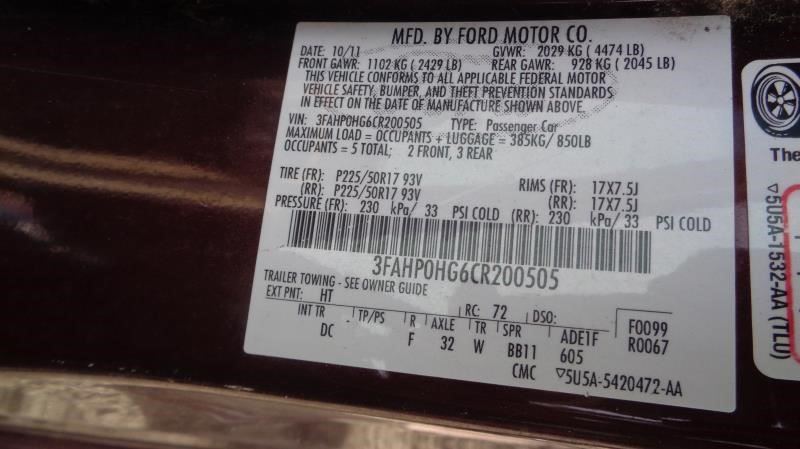 MFD. BY FORD MOTOR CO.
DATE: 10/11 GVWR: 2029 KG ( 4474 LB)
FRONT GAWR: 1102 KG ( 2429 LB) REAR GAWR: 928 KG ( 2045 LB)
THIS VEHICLE CONFORMS TO ALL APPLICABLE FEDERAL MOTOR
VEHICLE SAFETY, BUMPER, AND THEFT PREVENTION STANDARDS
IN EFFECT ON THE DATE OF MANUFACTURE SHOWN ABOVE.
VIN: 3FAHP0HG6CR200505 TYPE: Passenger Car
MAXIMUM LOAD = OCCUPANTS + LUGGAGE = 385KG/ 850LB
OCCUPANTS = 5 TOTAL; 2 FRONT, 3 REAR
TIRE (FR): P225/50R17 93V RIMS (FR): 17X7.5J
(RR): P225/50R17 93V (RR): 17X7.5J
PRESSURE (FR): 230 kPa/ 33 PSI COLD (RR): 230 kPa/ 33 PSI COLD
3FAHP0HG6CR200505
TRAILER TOWING - SEE OWNER GUIDE
EXT PNT: HT RC: 72 DSO:
INT TR TP/PS R AXLE TR SPR ADE1F F0099
DC F 32 W BB11 605 R0067
CMC ▽5U5A-5420472-AA
The
▽5U5A-1532-AA (TLU)